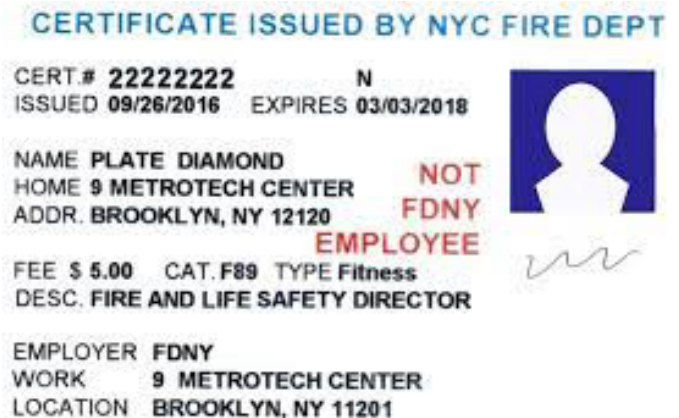 CERTIFICATE ISSUED BY NYC FIRE DEPT
CERT.# 22222222 N
ISSUED 09/26/2016 EXPIRES 03/03/2018
NAME PLATE DIAMOND
HOME 9 METROTECH CENTER
ADDR. BROOKLYN, NY 12120
NOT
FDNY
EMPLOYEE
FEE $ 5.00 CAT. F89 TYPE Fitness
DESC. FIRE AND LIFE SAFETY DIRECTOR
EMPLOYER FDNY
WORK 9 METROTECH CENTER
LOCATION BROOKLYN, NY 11201